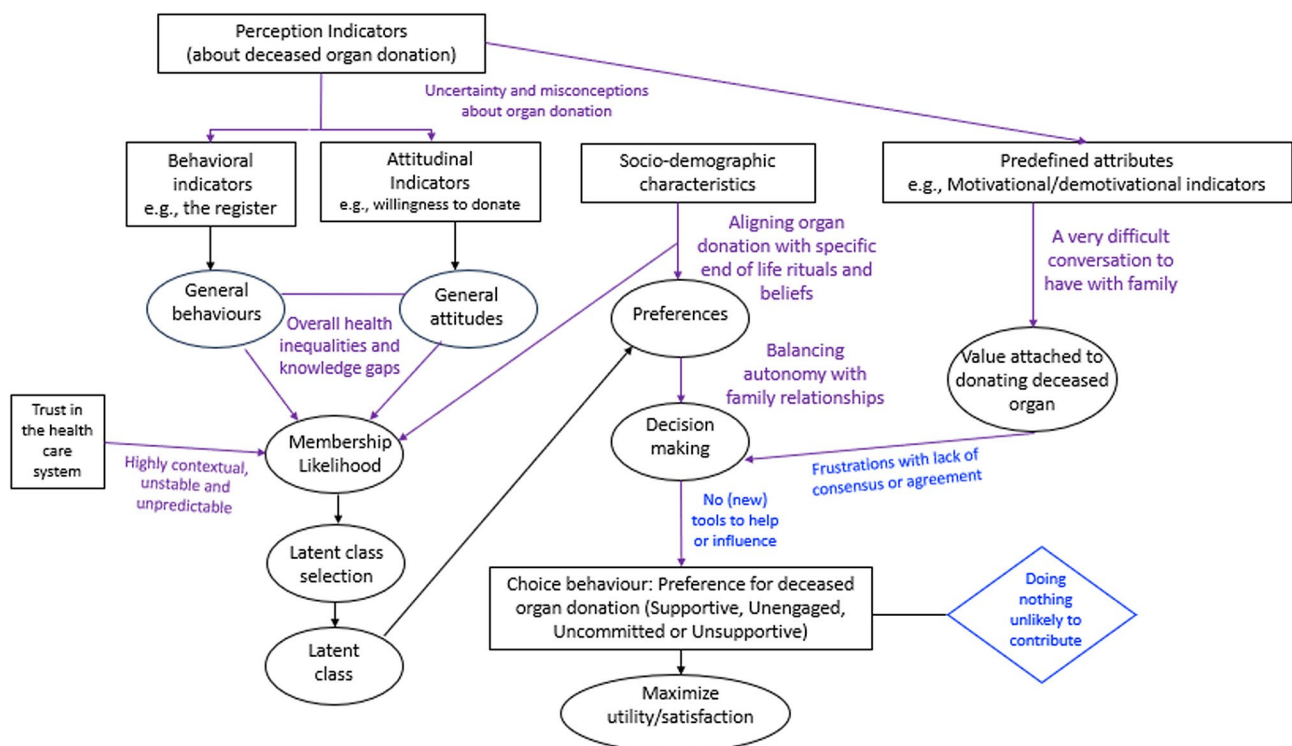 Perception Indicators
(about deceased organ donation)
Uncertainty and misconceptions
about organ donation
Behavioral
indicators
e.g., the register
Attitudinal
Indicators
e.g., willingness to donate
Socio-demographic
characteristics
Predefined attributes
e.g., Motivational/demotivational indicators
Aligning organ
donation with specific
end of life rituals and
beliefs
A very difficult
conversation to
have with family
General
behaviours
General
attitudes
Overall health
inequalities and
knowledge gaps
Preferences
Balancing
autonomy with
family relationships
Value attached to
donating deceased
organ
Trust in
the health
care
system
Highly contextual,
unstable and
unpredictable
Membership
Likelihood
Decision
making
Frustrations with lack of
consensus or agreement
No (new)
tools to help
or influence
Latent class
selection
Latent
class
Choice behaviour: Preference for deceased
organ donation (Supportive, Unengaged,
Uncommitted or Unsupportive)
Doing
nothing
unlikely to
contribute
Maximize
utility/satisfaction